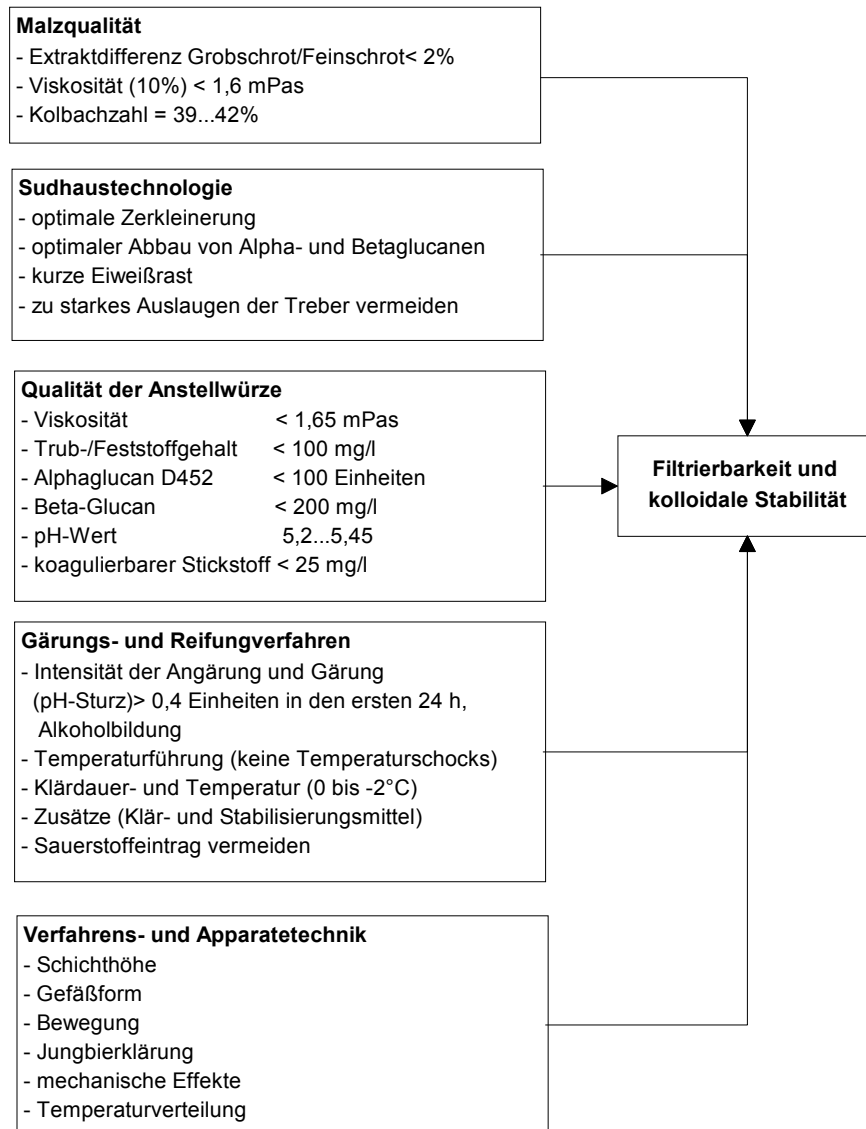 Malzqualität
- Extraktdifferenz Grobschrot/Feinschrot< 2%
- Viskosität (10%) < 1,6 mPas
- Kolbachzahl = 39...42%
Sudhaustechnologie
- optimale Zerkleinerung
- optimaler Abbau von Alpha- und Betaglucanen
- kurze Eiweißrast
- zu starkes Auslaugen der Treber vermeiden
Qualität der Anstellwürze
- Viskosität < 1,65 mPas
- Trub-/Feststoffgehalt < 100 mg/l
- Alphaglucan D452 < 100 Einheiten
- Beta-Glucan < 200 mg/l
- pH-Wert 5,2...5,45
- koagulierbarer Stickstoff < 25 mg/l
Filtrierbarkeit und
kolloidale Stabilität
Gärungs- und Reifungverfahren
- Intensität der Angärung und Gärung
(pH-Sturz)> 0,4 Einheiten in den ersten 24 h,
Alkoholbildung
- Temperaturführung (keine Temperaturschocks)
- Klärdauer- und Temperatur (0 bis -2°C)
- Zusätze (Klär- und Stabilisierungsmittel)
- Sauerstoffeintrag vermeiden
Verfahrens- und Apparatetechnik
- Schichthöhe
- Gefäßform
- Bewegung
- Jungbierklärung
- mechanische Effekte
- Temperaturverteilung